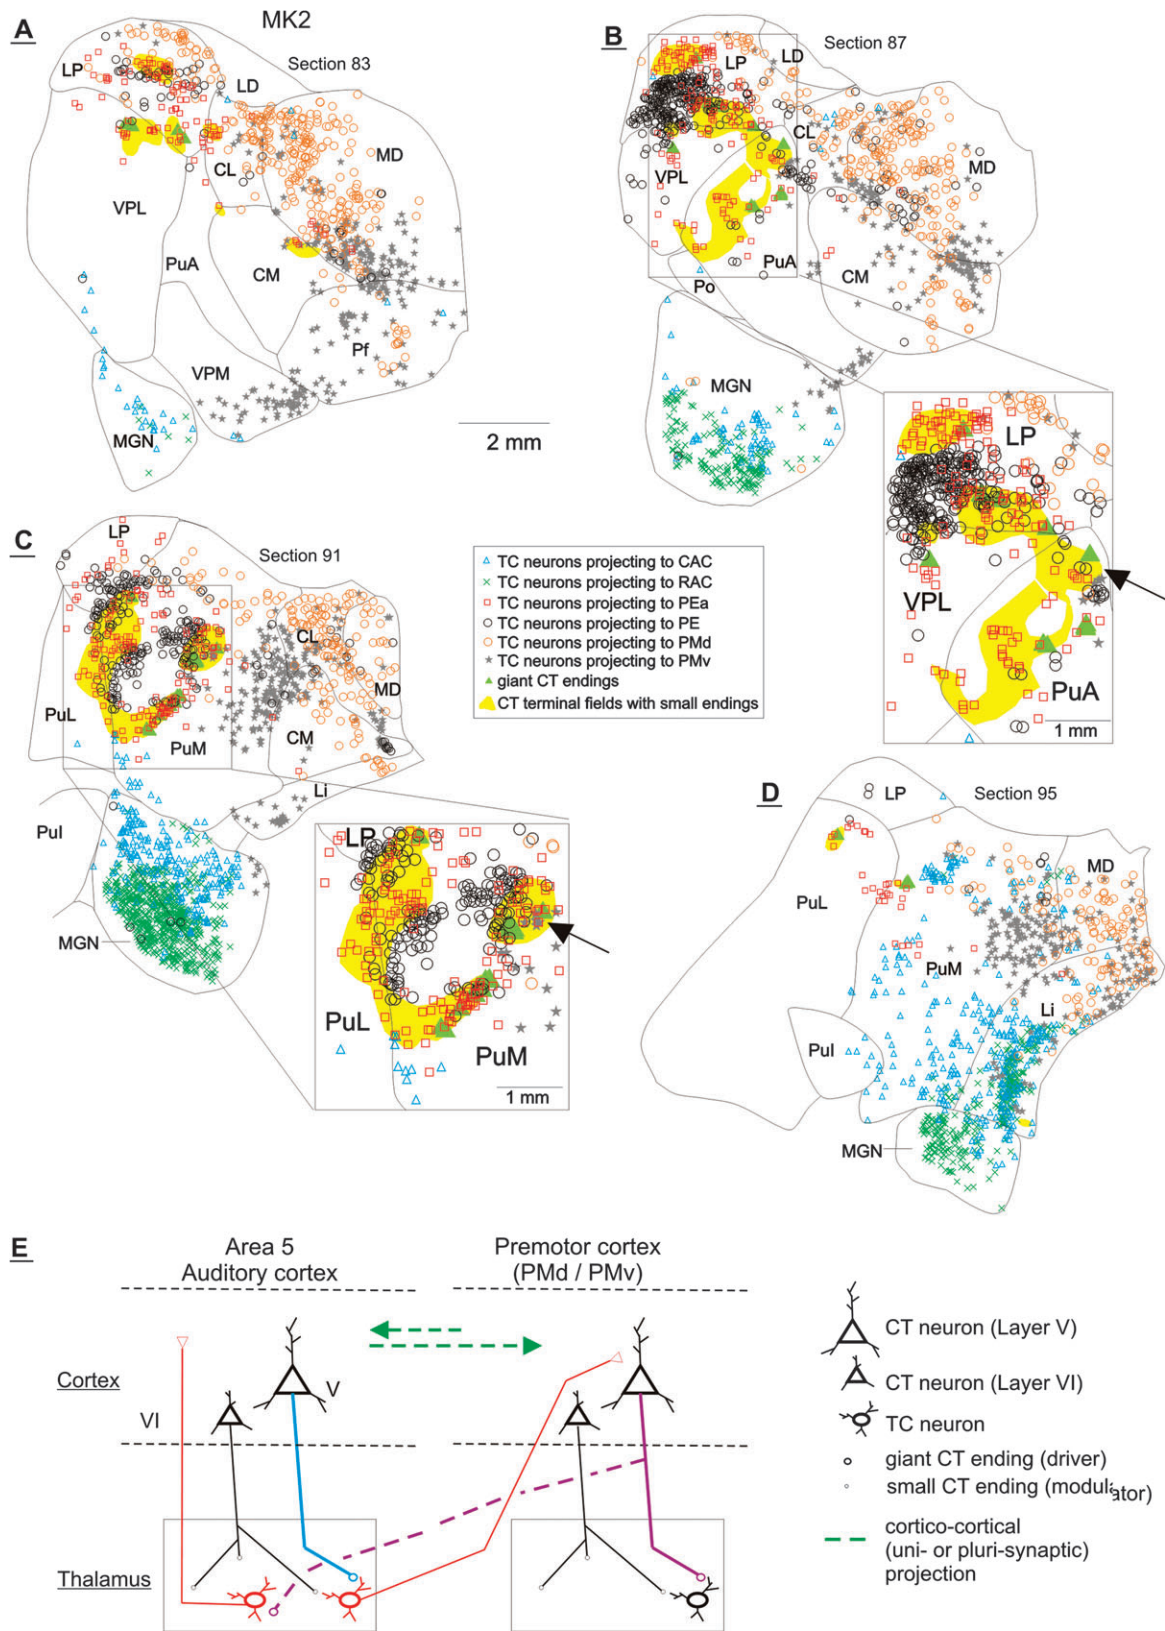 A
MK2
Section 83
LP
LD
MD
CL
VPL
PuA
CM
Pf
VPM
MGN
2 mm
B
Section 87
LP
LD
CL
MD
VPL
PuA
CM
Po
MGN
LP
VPL
PuA
1 mm
C
LP
Section 91
CL
MD
PuL
PuM
CM
Li
PuI
MGN
LP
PuL
PuM
1 mm
TC neurons projecting to CAC
TC neurons projecting to RAC
TC neurons projecting to PEa
TC neurons projecting to PE
TC neurons projecting to PMd
TC neurons projecting to PMv
giant CT endings
CT terminal fields with small endings
D
LP
Section 95
MD
PuL
PuM
Li
PuI
MGN
E
Area 5
Auditory cortex
Premotor cortex
(PMd / PMv)
Cortex
V
VI
Thalamus
CT neuron (Layer V)
CT neuron (Layer VI)
TC neuron
giant CT ending (driver)
small CT ending (modulator)
cortico-cortical
(uni- or pluri-synaptic)
projection